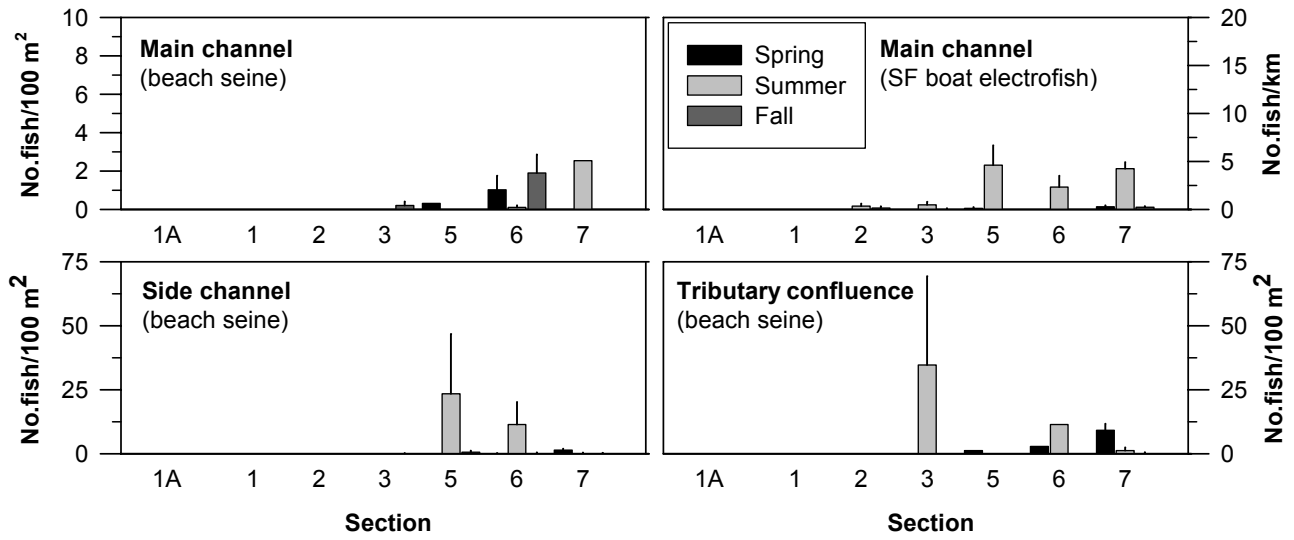 No.fish/100 m²
10
8
6
4
2
0
Main channel
(beach seine)
1A 1 2 3 5 6 7
Spring
Summer
Fall
Main channel
(SF boat electrofish)
20
15
10
5
0
No.fish/km
1A 1 2 3 5 6 7
No.fish/100 m²
75
50
25
0
Side channel
(beach seine)
1A 1 2 3 5 6 7
Section
Tributary confluence
(beach seine)
75
50
25
0
No.fish/100 m²
1A 1 2 3 5 6 7
Section